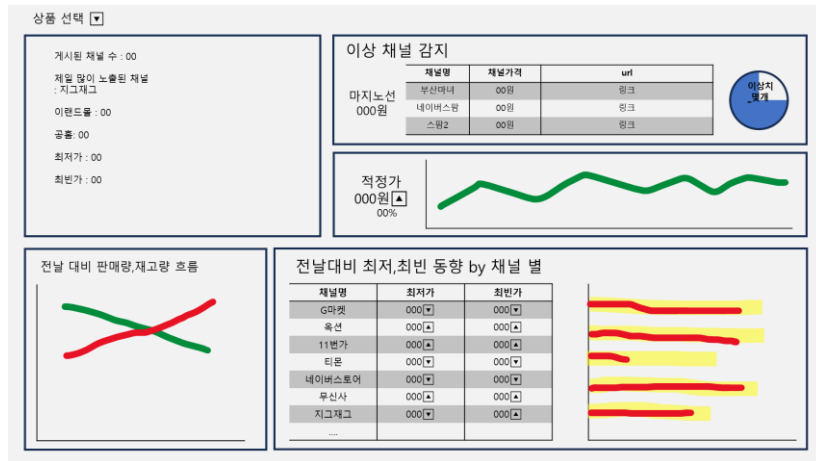 상품 선택 ▼
게시된 채널 수 : 00
제일 많이 노출된 채널
: 지그재그
이랜드몰 : 00
공홈: 00
최저가 : 00
최빈가 : 00
이상 채널 감지
마지노선
000원
채널명 채널가격 url
부산마녀 00원 링크
네이버스팜 00원 링크
스팜2 00원 링크
이상치
몇개
적정가
000원▲
00%
전날 대비 판매량,재고량 흐름
전날대비 최저,최빈 동향 by 채널 별
채널명 최저가 최빈가
G마켓 000▼ 000▼
옥션 000▲ 000▲
11번가 000▲ 000▲
티몬 000▼ 000▼
네이버스토어 000▼ 000▼
무신사 000▲ 000▲
지그재그 000▲ 000▲
....